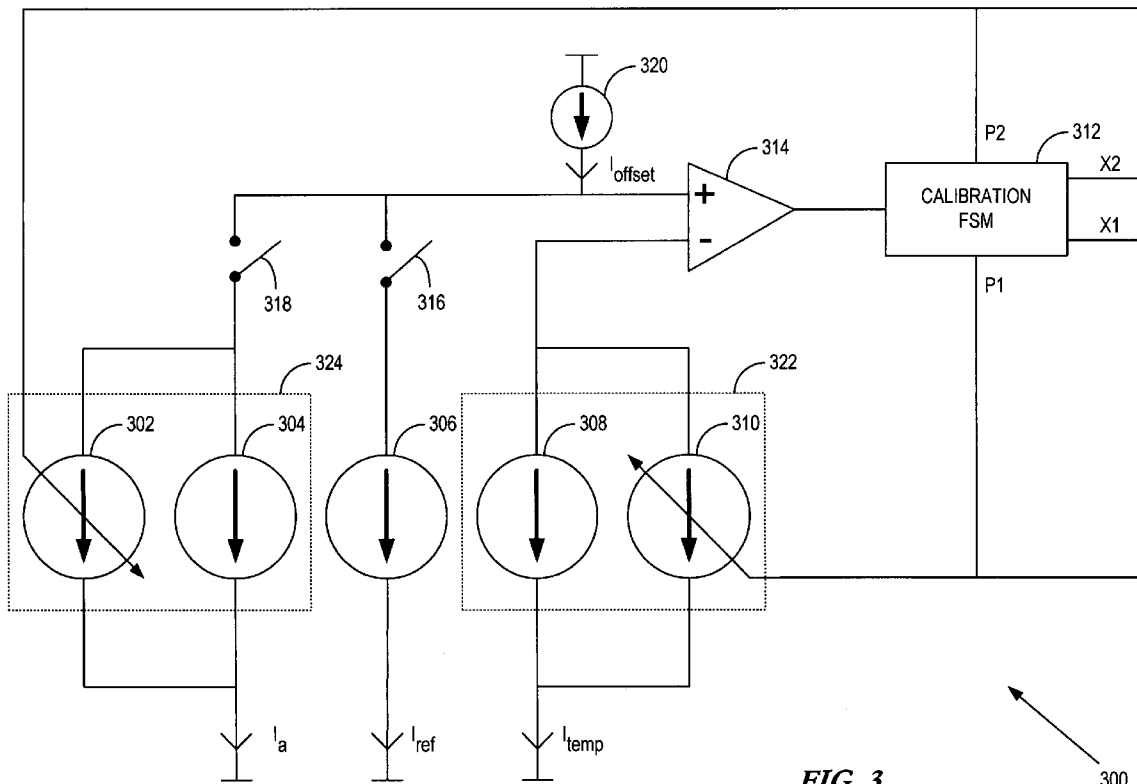 320
P2
312
314
X2
I offset
+
CALIBRATION
FSM
X1
-
318
316
P1
324
322
302
304
306
308
310
I a
I ref
I temp
FIG. 3
300